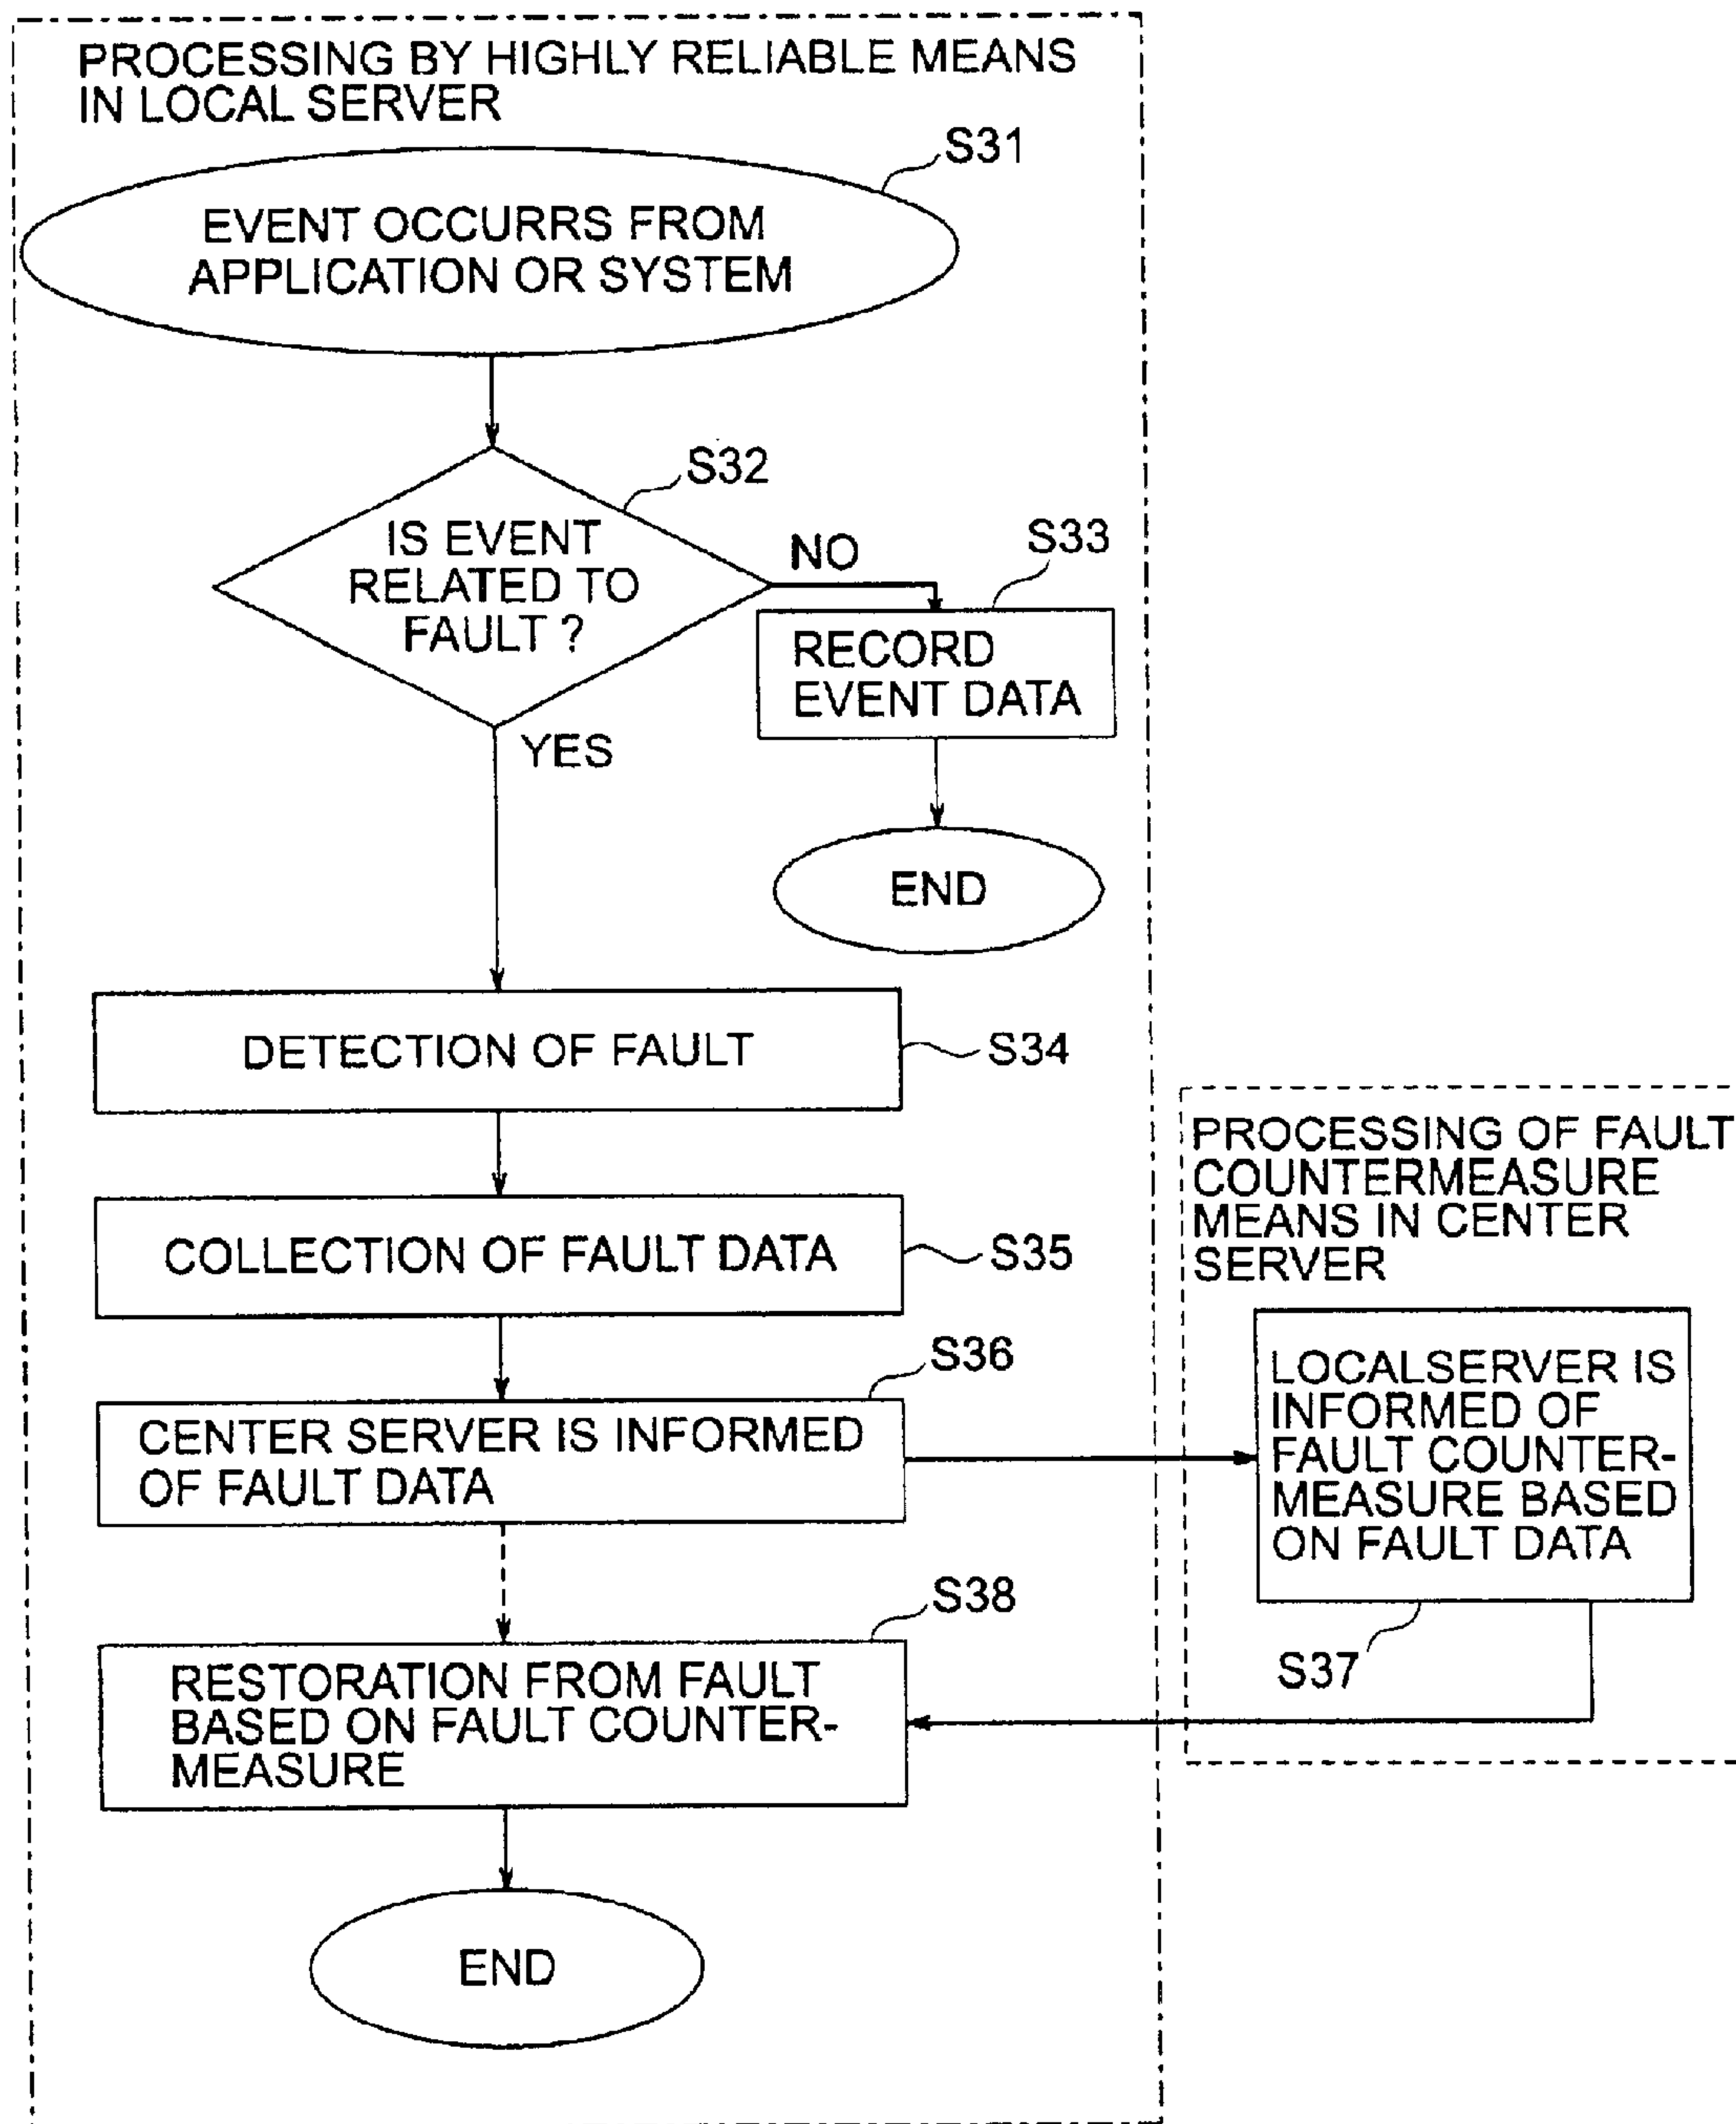 PROCESSING BY HIGHLY RELIABLE MEANS
IN LOCAL SERVER
S31
EVENT OCCURRS FROM
APPLICATION OR SYSTEM
S32
IS EVENT
RELATED TO
FAULT ?
NO
S33
RECORD
EVENT DATA
YES
END
DETECTION OF FAULT
S34
PROCESSING OF FAULT
COUNTERMEASURE
MEANS IN CENTER
SERVER
COLLECTION OF FAULT DATA
S35
S36
CENTER SERVER IS INFORMED
OF FAULT DATA
LOCALSERVER IS
INFORMED OF
FAULT COUNTER-
MEASURE BASED
ON FAULT DATA
S37
S38
RESTORATION FROM FAULT
BASED ON FAULT COUNTER-
MEASURE
END